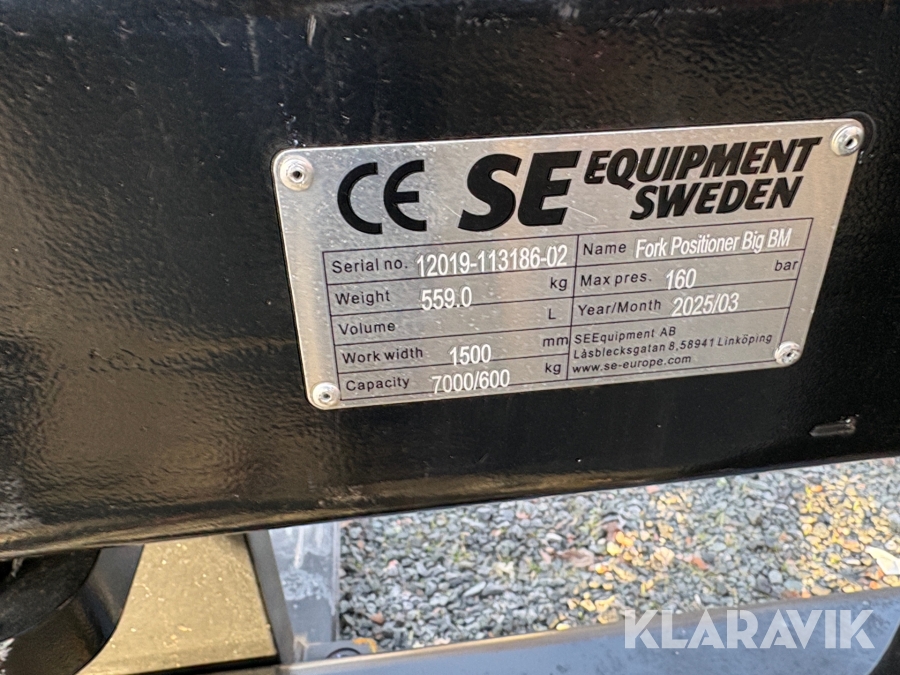 CE SE EQUIPMENT SWEDEN
Serial no. 12019-113186-02 Name Fork Positioner Big BM
Weight 559.0 kg Max pres. 160 bar
Volume L Year/Month 2025/03
Work width 1500 mm SEEquipment AB
Låsblecksgatan 8,58941 Linköping
Capacity 7000/600 kg www.se-europe.com
KLARAVIK